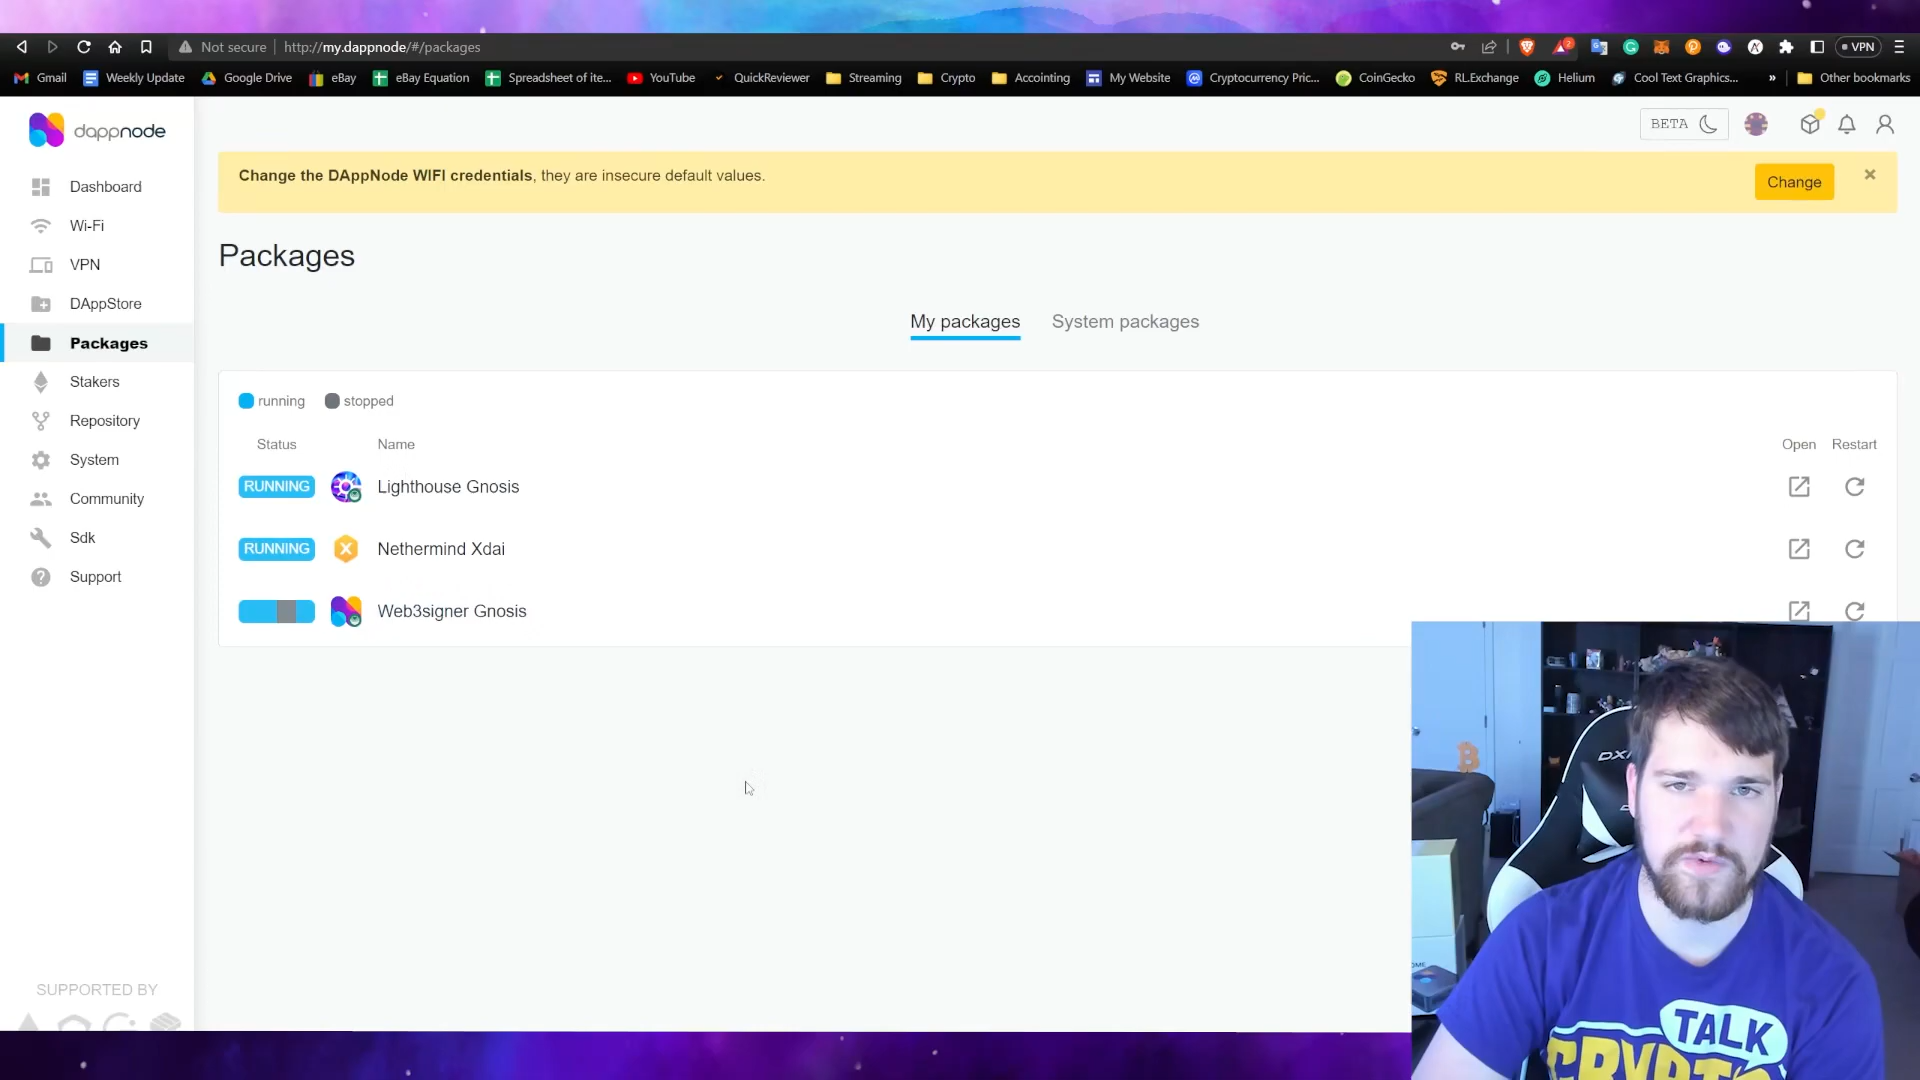 Not secure
http://my.dappnode/#/packages
VPN
Gmail
Weekly Update
Google Drive
eBay
eBay Equation
Spreadsheet of ite...
YouTube
QuickReviewer
Streaming
Crypto
Accointing
My Website
Cryptocurrency Pric...
CoinGecko
RL.Exchange
Helium
Cool Text Graphics...
»
Other bookmarks
dappnode
BETA
Dashboard
Wi-Fi
VPN
DAppStore
Packages
Stakers
Repository
System
Community
Sdk
Support
SUPPORTED BY
Change the DAppNode WIFI credentials, they are insecure default values.
Change
Packages
My packages
System packages
running
stopped
Status
Name
Open
Restart
RUNNING
Lighthouse Gnosis
RUNNING
Nethermind Xdai
Web3signer Gnosis
TALK
CRYPTO